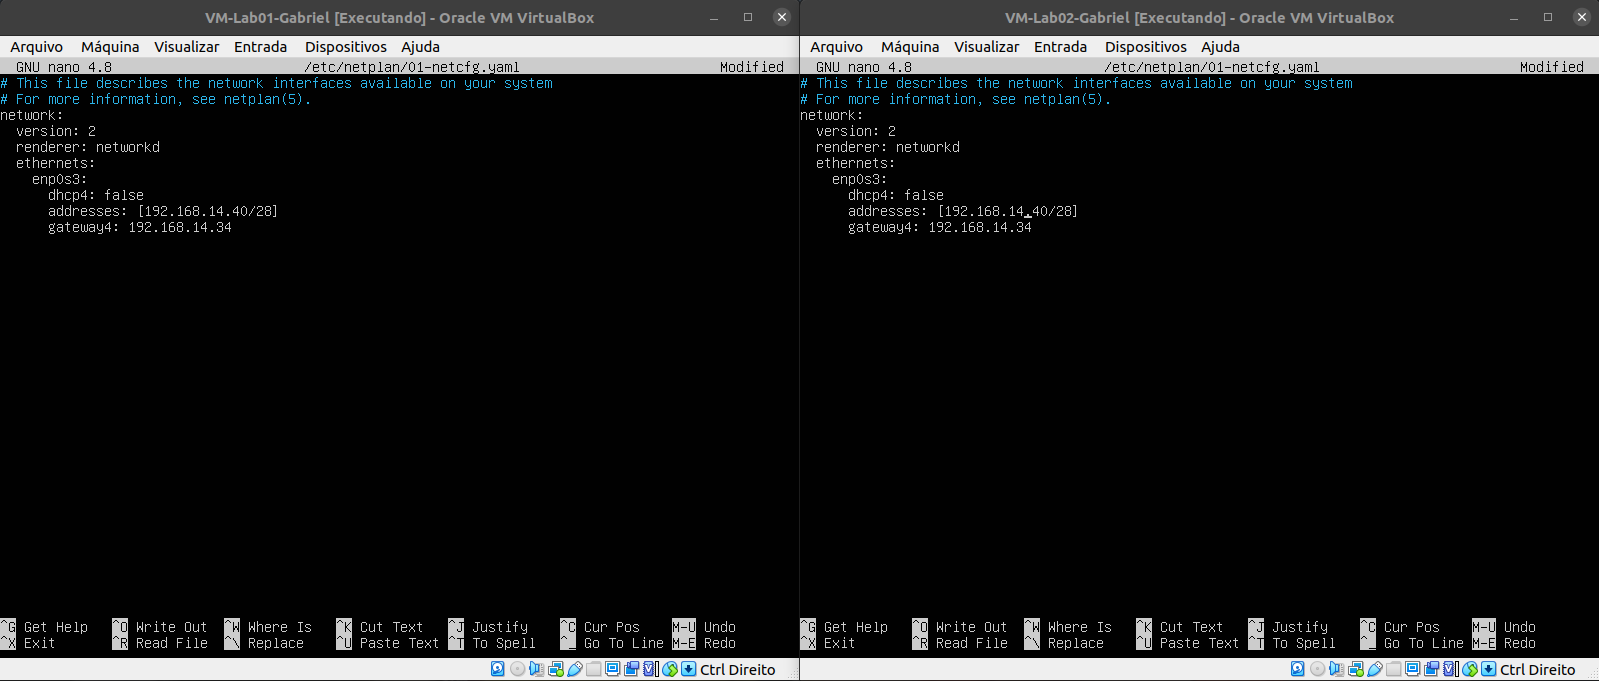 VM-Lab01-Gabriel [Executando] - Oracle VM VirtualBox
Arquivo Máquina Visualizar Entrada Dispositivos Ajuda
GNU nano 4.8 /etc/netplan/01-netcfg.yaml Modified
# This file describes the network interfaces available on your system
# For more information, see netplan(5).
network:
  version: 2
  renderer: networkd
  ethernets:
    enp0s3:
      dhcp4: false
      addresses: [192.168.14.40/28]
      gateway4: 192.168.14.34
^G Get Help ^O Write Out ^W Where Is ^K Cut Text ^J Justify ^C Cur Pos M-U Undo
^X Exit ^R Read File ^\ Replace ^U Paste Text ^T To Spell ^_ Go To Line M-E Redo
Ctrl Direito
VM-Lab02-Gabriel [Executando] - Oracle VM VirtualBox
Arquivo Máquina Visualizar Entrada Dispositivos Ajuda
GNU nano 4.8 /etc/netplan/01-netcfg.yaml Modified
# This file describes the network interfaces available on your system
# For more information, see netplan(5).
network:
  version: 2
  renderer: networkd
  ethernets:
    enp0s3:
      dhcp4: false
      addresses: [192.168.14.40/28]
      gateway4: 192.168.14.34
^G Get Help ^O Write Out ^W Where Is ^K Cut Text ^J Justify ^C Cur Pos M-U Undo
^X Exit ^R Read File ^\ Replace ^U Paste Text ^T To Spell ^_ Go To Line M-E Redo
Ctrl Direito